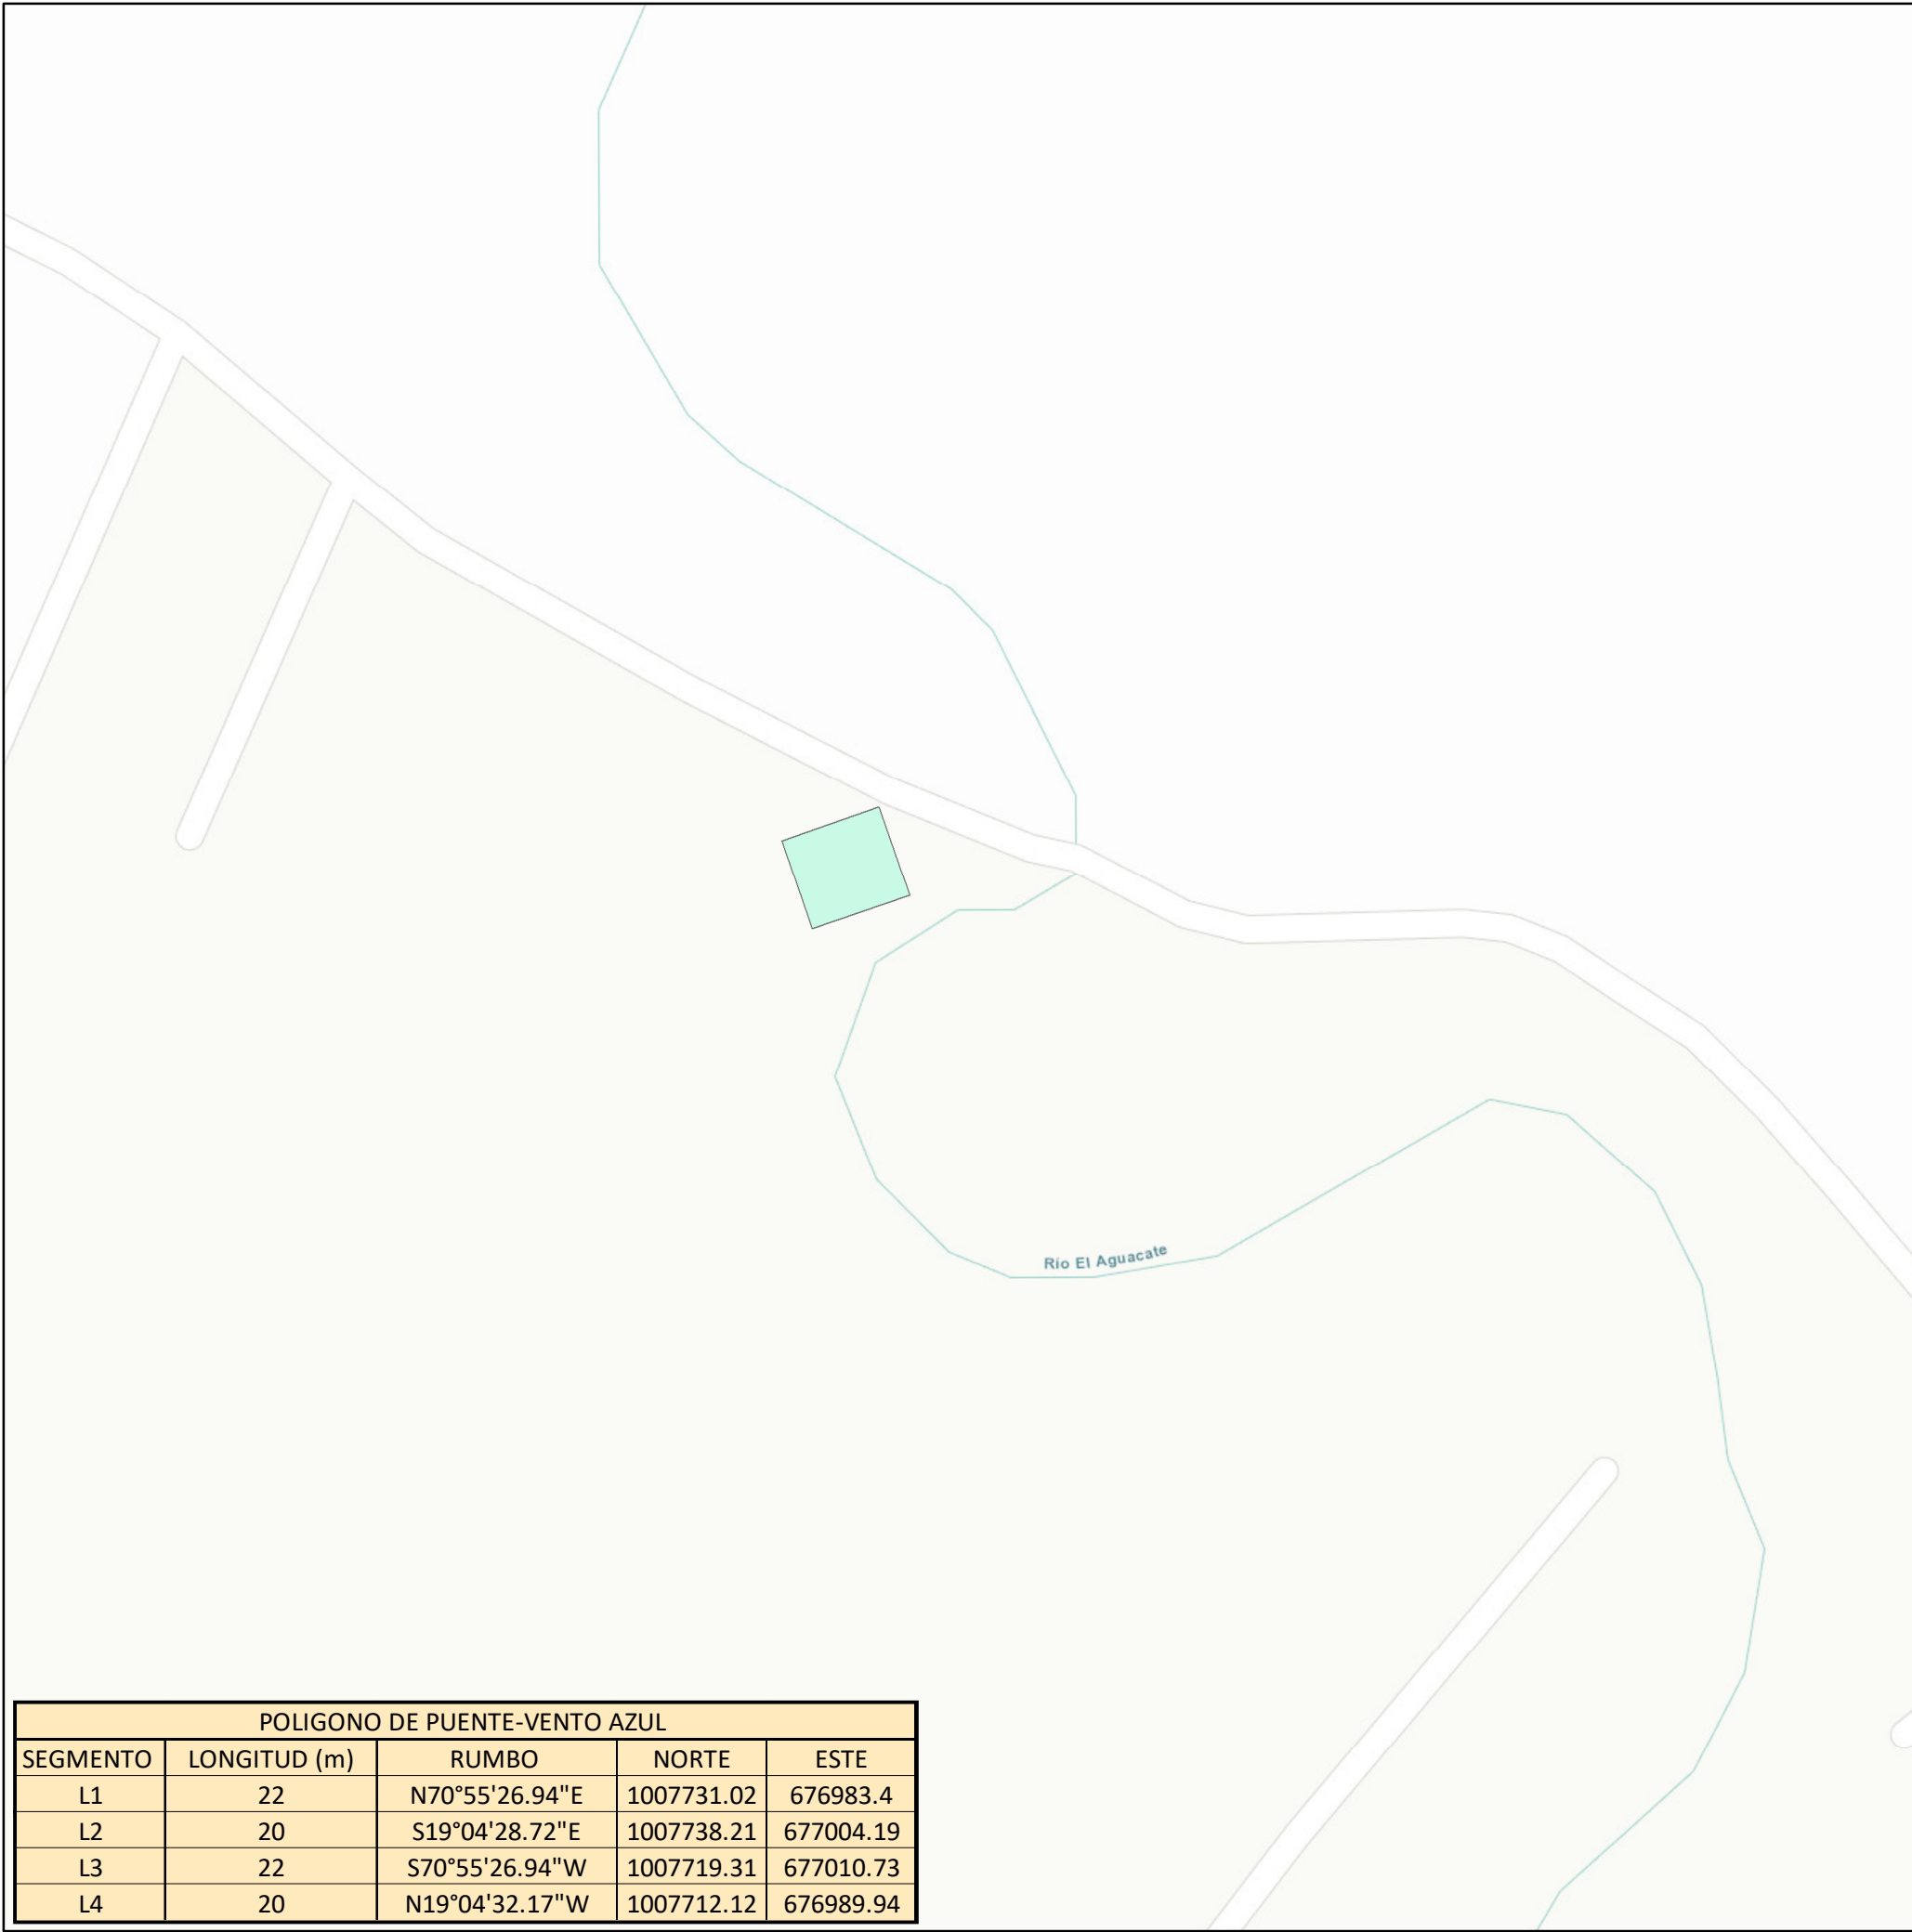 Río El Aguacate
POLIGONO DE PUENTE-VENTO AZUL
SEGMENTO LONGITUD (m) RUMBO NORTE ESTE
L1 22 N70°55'26.94"E 1007731.02 676983.4
L2 20 S19°04'28.72"E 1007738.21 677004.19
L3 22 S70°55'26.94"W 1007719.31 677010.73
L4 20 N19°04'32.17"W 1007712.12 676989.94